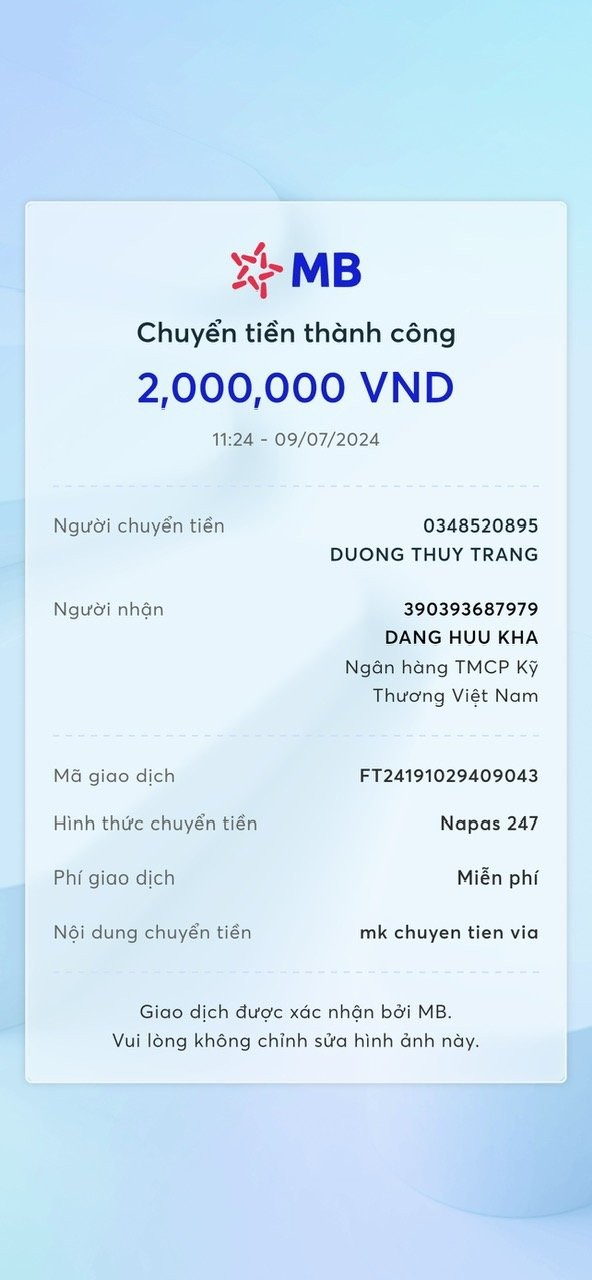 MB
Chuyển tiền thành công
2,000,000 VND
11:24 - 09/07/2024
Người chuyển tiền
0348520895
DUONG THUY TRANG
Người nhận
390393687979
DANG HUU KHA
Ngân hàng TMCP Kỹ
Thương Việt Nam
Mã giao dịch
FT24191029409043
Hình thức chuyển tiền
Napas 247
Phí giao dịch
Miễn phí
Nội dung chuyển tiền
mk chuyen tien via
Giao dịch được xác nhận bởi MB.
Vui lòng không chỉnh sửa hình ảnh này.